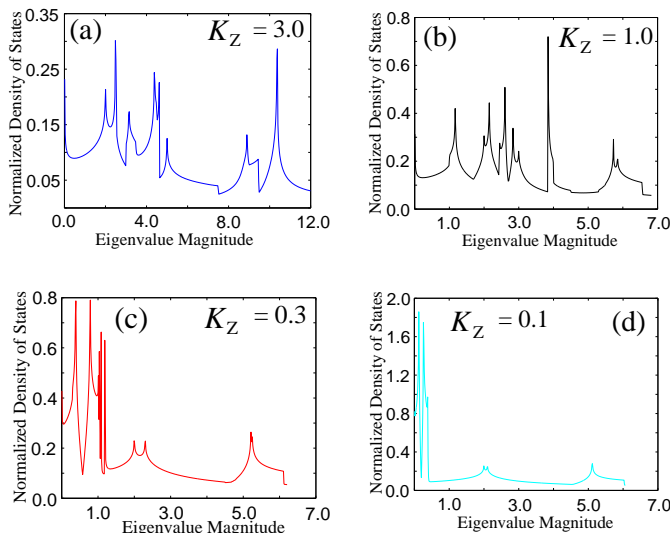 (a) K_Z = 3.0
Normalized Density of States
0.35
0.25
0.15
0.05
0.0 4.0 8.0 12.0
Eigenvalue Magnitude
(b) K_Z = 1.0
Normalized Density of States
0.8
0.6
0.4
0.2
0.0
0.0 1.0 3.0 5.0 7.0
Eigenvalue Magnitude
(c) K_Z = 0.3
Normalized Density of States
0.8
0.6
0.4
0.2
0.0
1.0 3.0 5.0 7.0
Eigenvalue Magnitude
K_Z = 0.1 (d)
Normalized Density of States
2.0
1.6
1.2
0.8
0.4
0.0
1.0 3.0 5.0 7.0
Eigenvalue Magnitude